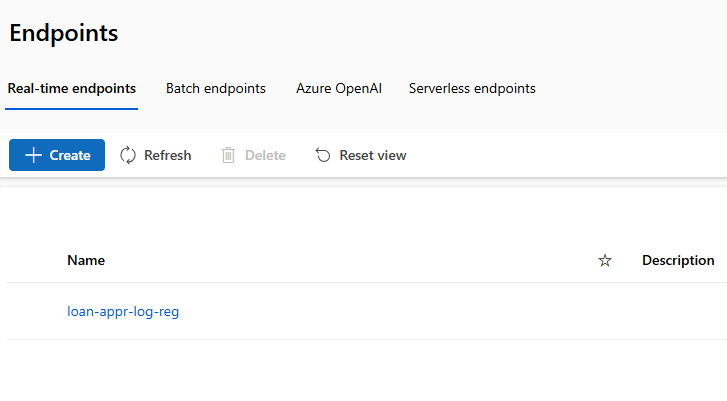 Endpoints
Real-time endpoints Batch endpoints Azure OpenAI Serverless endpoints
Create Refresh Delete Reset view
Name Description
loan-appr-log-reg